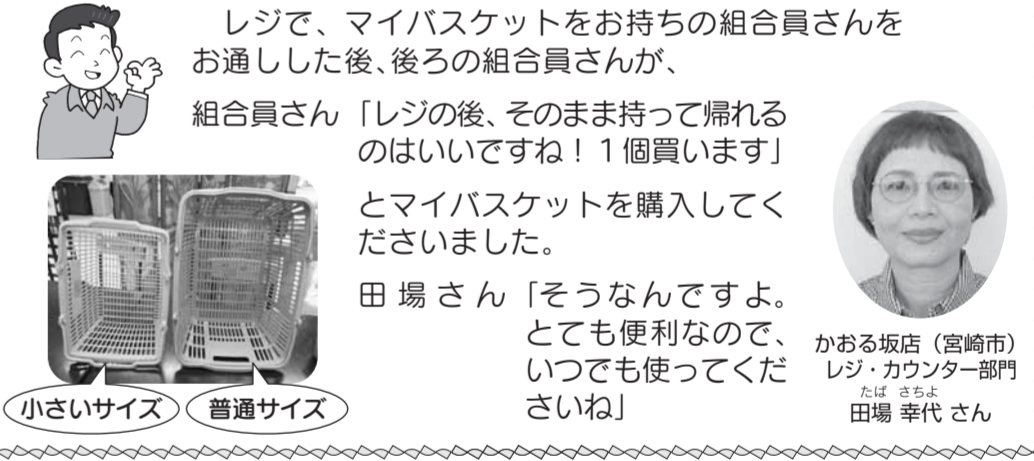 レジで、マイバスケットをお持ちの組合員さんを
お通しした後、後ろの組合員さんが、
組合員さん「レジの後、そのまま持って帰れる
のはいいですね！１個買います」
とマイバスケットを購入してく
ださいました。
田場さん「そうなんですよ。
とても便利なので、
いつでも使ってくだ
さいね」
小さいサイズ
普通サイズ
かおる坂店（宮崎市）
レジ・カウンター部門
たば さちよ
田場 幸代 さん